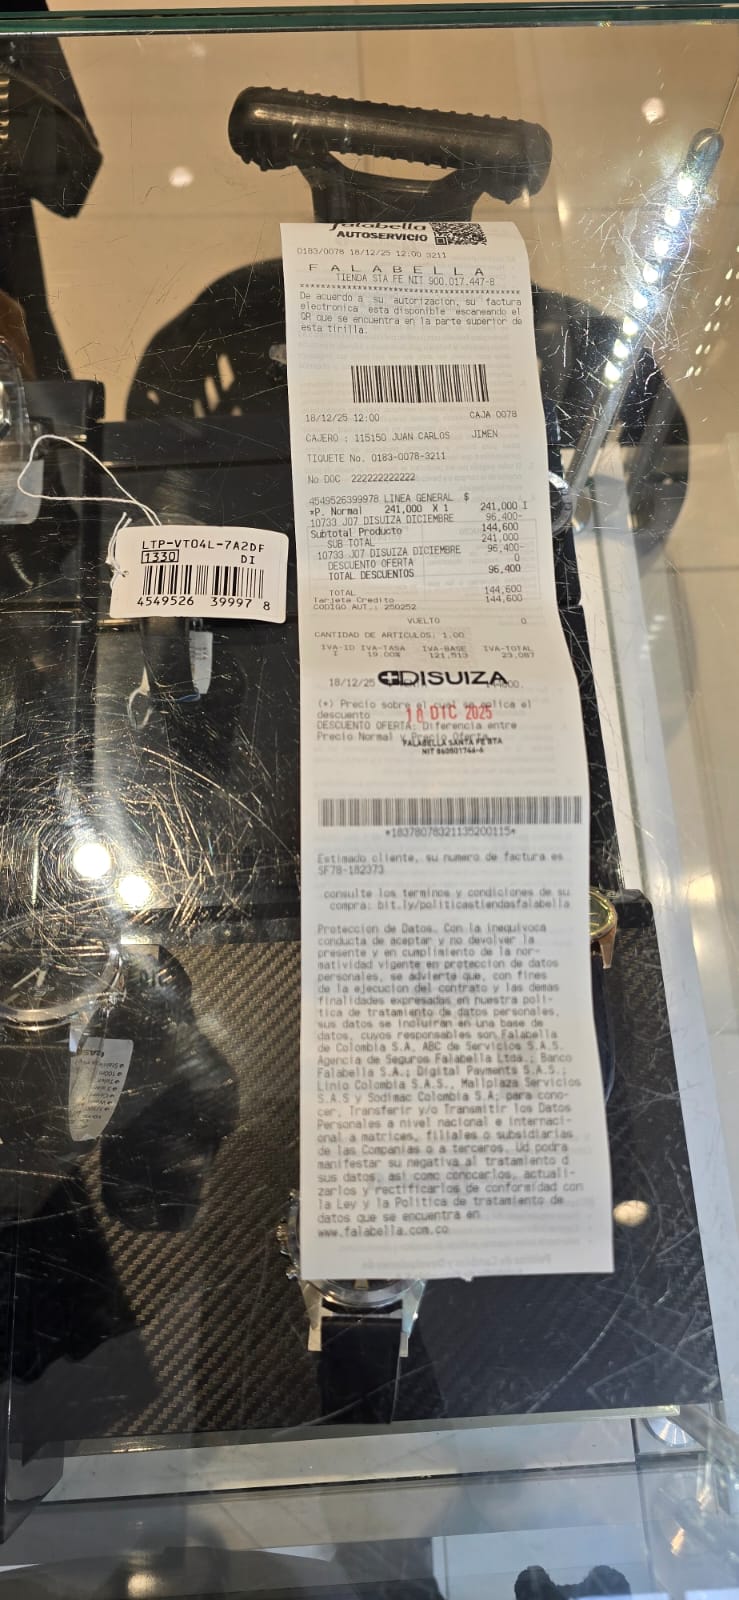 falabella
AUTOSERVICIO
0183/0078 18/12/25 12:00 3211
F A L A B E L L A
TIENDA STA.FE NIT 900.017.447-8
De acuerdo a su autorizacion, su factura
electronica esta disponible escaneando el
QR que se encuentra en la parte superior de
esta tirilla.
18/12/25 12:00 CAJA 0078
CAJERO : 115150 JUAN CARLOS JIMEN
TIQUETE No. 0183-0078-3211
No DOC 222222222222
4549526399978 LINEA GENERAL $
*P. Normal 241,000 X 1 241,000 I
10733 J07 DISUIZA DICIEMBRE 96,400-
Subtotal Producto 144,600
SUB TOTAL 241,000
10733 J07 DISUIZA DICIEMBRE 96,400-
DESCUENTO OFERTA 0
TOTAL DESCUENTOS 96,400
TOTAL 144,600
Tarjeta Credito 144,600
CODIGO AUT.: 250252
VUELTO 0
CANTIDAD DE ARTICULOS: 1.00
IVA-ID IVA-TASA IVA-BASE IVA-TOTAL
I 19.00% 121,513 23,087
18/12/25
DISUIZA
(*) Precio sobre el cual se aplica el
descuento
18 DIC 2025
DESCUENTO OFERTA: Diferencia entre
Precio Normal y Precio Oferta
FALABELLA SANTA FE BTA
NIT 860501746-6
*18378078321135200115*
Estimado cliente, su numero de factura es
SF78-182373
consulte los terminos y condiciones de su
compra: bit.ly/politicastiendasfalabella
Proteccion de Datos. Con la inequivoca
conducta de aceptar y no devolver la
presente y en cumplimiento de la nor-
matividad vigente en proteccion de datos
personales, se advierte que, con fines
de la ejecucion del contrato y las demas
finalidades expresadas en nuestra poli-
tica de tratamiento de datos personales,
sus datos se incluiran en una base de
datos, cuyos responsables son Falabella
de Colombia S.A, ABC de Servicios S.A.S,
Agencia de Seguros Falabella Ltda.; Banco
Falabella S.A.; Digital Payments S.A.S.;
Linio Colombia S.A.S., Mallplaza Servicios
S.A.S y Sodimac Colombia S.A; para cono-
cer, Transferir y/o Transmitir los Datos
Personales a nivel nacional e internaci-
onal a matrices, filiales o subsidiarias
de las Companias o a terceros. Ud podra
manifestar su negativa al tratamiento d
sus datos, asi como conocerlos, actuali-
zarlos y rectificarlos de conformidad con
la Ley y la Politica de tratamiento de
datos que se encuentra en
www.falabella.com.co
LTP-VT04L-7A2DF
1330 DI
4549526 39997 8